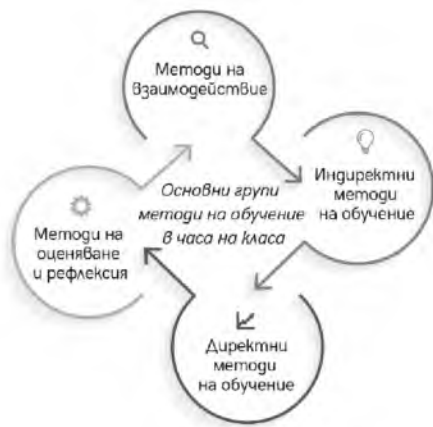 Методи на
взаимодействие
Индиректни
методи
на обучение
Основни групи
методи на обучение
в часа на класа
Методи на
оценяване
и рефлексия
Директни
методи
на обучение